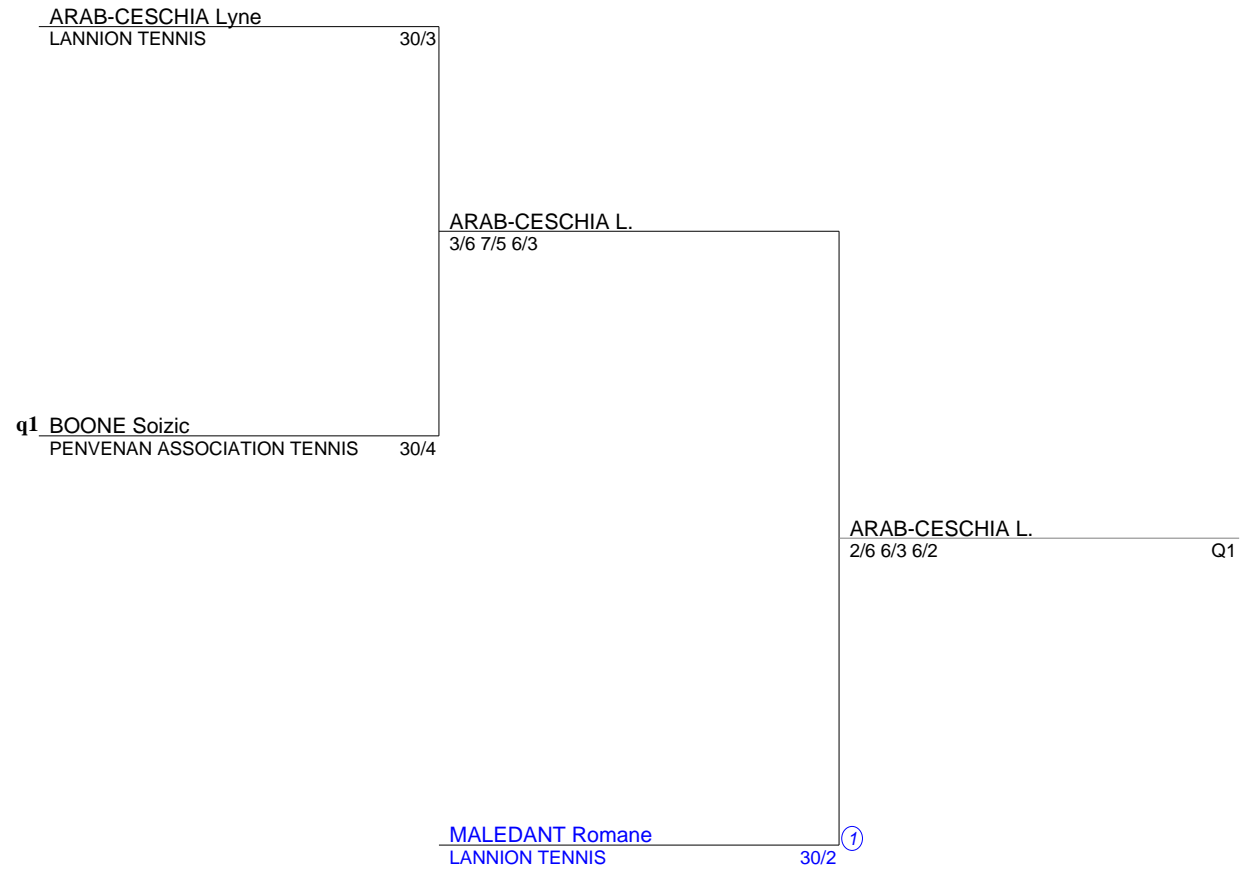 ARAB-CESCHIA Lyne
LANNION TENNIS 30/3
ARAB-CESCHIA L.
3/6 7/5 6/3
q1 BOONE Soizic
PENVENAN ASSOCIATION TENNIS 30/4
ARAB-CESCHIA L.
2/6 6/3 6/2 Q1
MALEDANT Romane 1
LANNION TENNIS 30/2